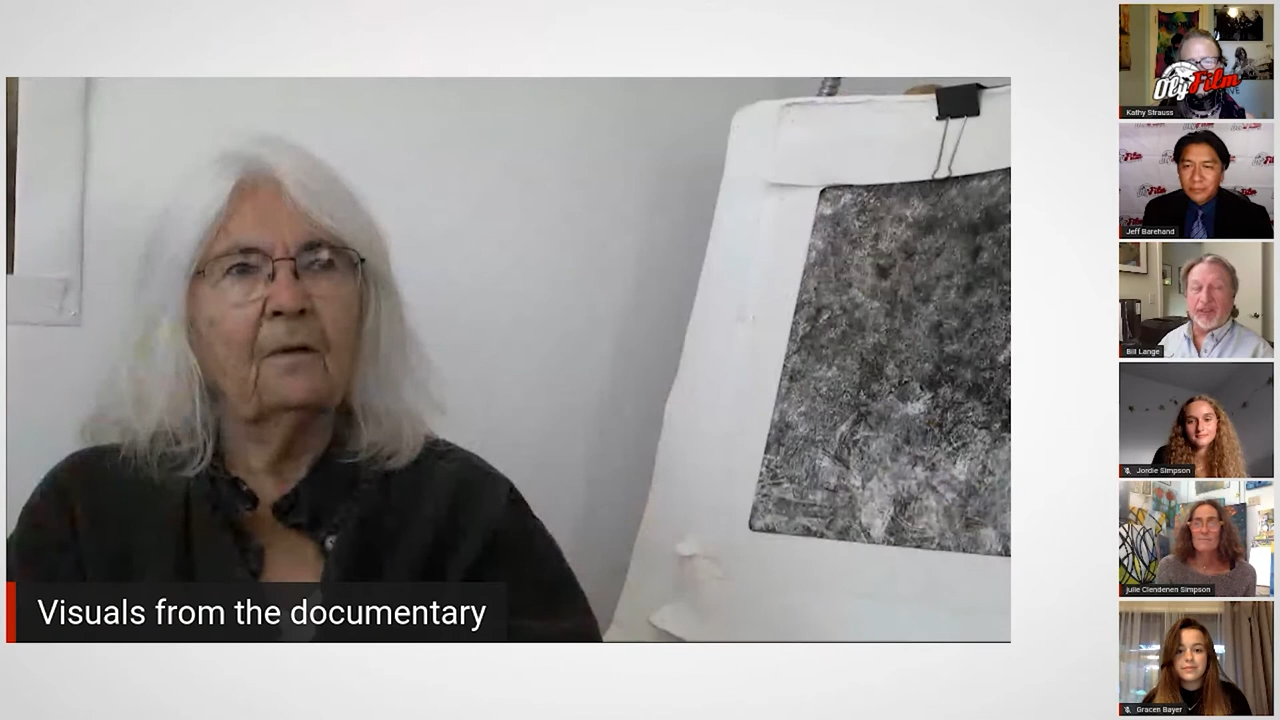 Visuals from the documentary
OlyFilm
Kathy Strauss
Jeff Barehand
Bill Lange
Jordie Simpson
Julie Clendenen Simpson
Gracen Bayer